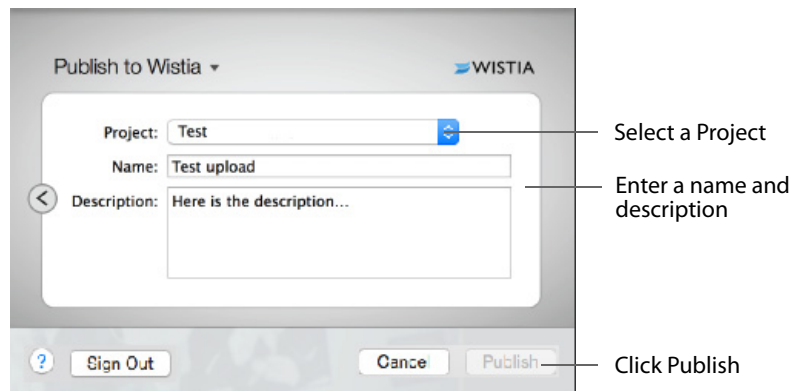 Publish to Wistia
WISTIA
Project: Test
Select a Project
Name: Test upload
Enter a name and
description
Description: Here is the description...
?
Sign Out
Cancel
Publish
Click Publish